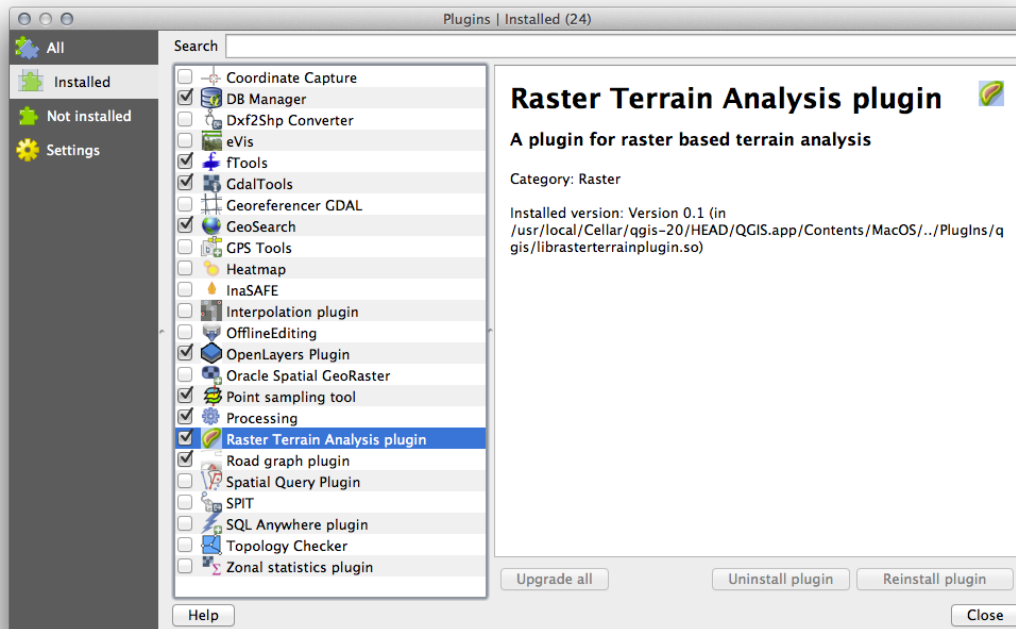 Plugins | Installed (24)
All
Installed
Not installed
Settings
Search
Coordinate Capture
DB Manager
Dxf2Shp Converter
eVis
fTools
GdalTools
Georeferencer GDAL
GeoSearch
GPS Tools
Heatmap
InaSAFE
Interpolation plugin
OfflineEditing
OpenLayers Plugin
Oracle Spatial GeoRaster
Point sampling tool
Processing
Raster Terrain Analysis plugin
Road graph plugin
Spatial Query Plugin
SPIT
SQL Anywhere plugin
Topology Checker
Zonal statistics plugin
Raster Terrain Analysis plugin
A plugin for raster based terrain analysis
Category: Raster
Installed version: Version 0.1 (in
/usr/local/Cellar/qgis-20/HEAD/QGIS.app/Contents/MacOS/../PlugIns/q
gis/librasterterrainplugin.so)
Upgrade all
Uninstall plugin
Reinstall plugin
Help
Close